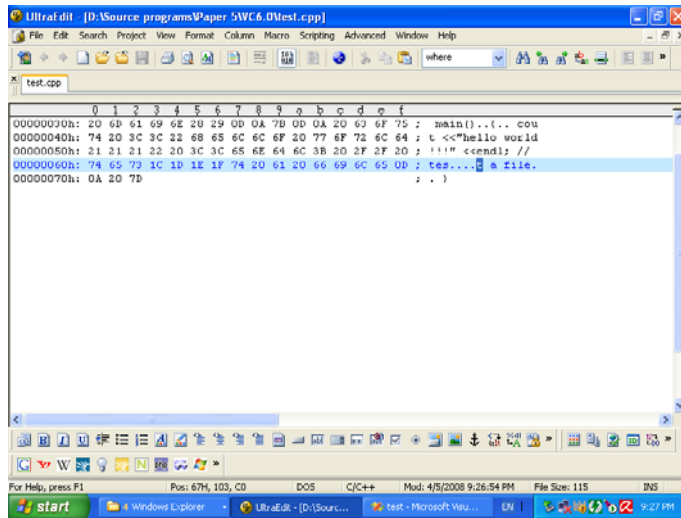 UltraEdit - [D:\Source programs\Paper 5\VC6.0\test.cpp]
File Edit Search Project View Format Column Macro Scripting Advanced Window Help
where
test.cpp
0 1 2 3 4 5 6 7 8 9 a b c d e f
00000030h: 20 6D 61 69 6E 28 29 0D 0A 7B 0D 0A 20 63 6F 75 ; main()..{.. cou
00000040h: 74 20 3C 3C 22 68 65 6C 6C 6F 20 77 6F 72 6C 64 ; t <<"hello world
00000050h: 21 21 21 22 20 3C 3C 65 6E 64 6C 3B 20 2F 2F 20 ; !!!" <<endl; //
00000060h: 74 65 73 1C 1D 1E 1F 74 20 61 20 66 69 6C 65 0D ; tes....t a file.
00000070h: 0A 20 7D ; . }
For Help, press F1 Pos: 67H, 103, C0 DOS C/C++ Mod: 4/5/2008 9:26:54 PM File Size: 115 INS
start 4 Windows Explorer UltraEdit - [D:\Sourc... test - Microsoft Visu... EN 9:27 PM